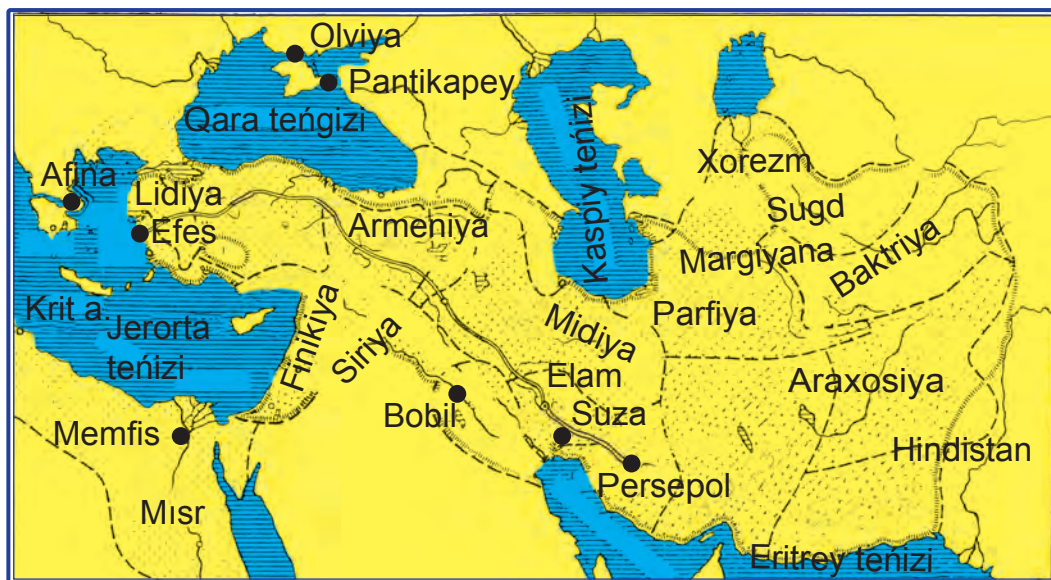 Olviya
Pantikapey
Qara teńgizi
Kaspiy teńizi
Xorezm
Afina
Lidiya
Efes
Armeniya
Sugd
Margiyana
Baktriya
Krit a.
Jerorta
teńizi
Finikiya
Siriya
Midiya
Parfiya
Elam
Araxosiya
Bobil
Suza
Memfis
Hindistan
Persepol
Mısr
Eritrey teńizi